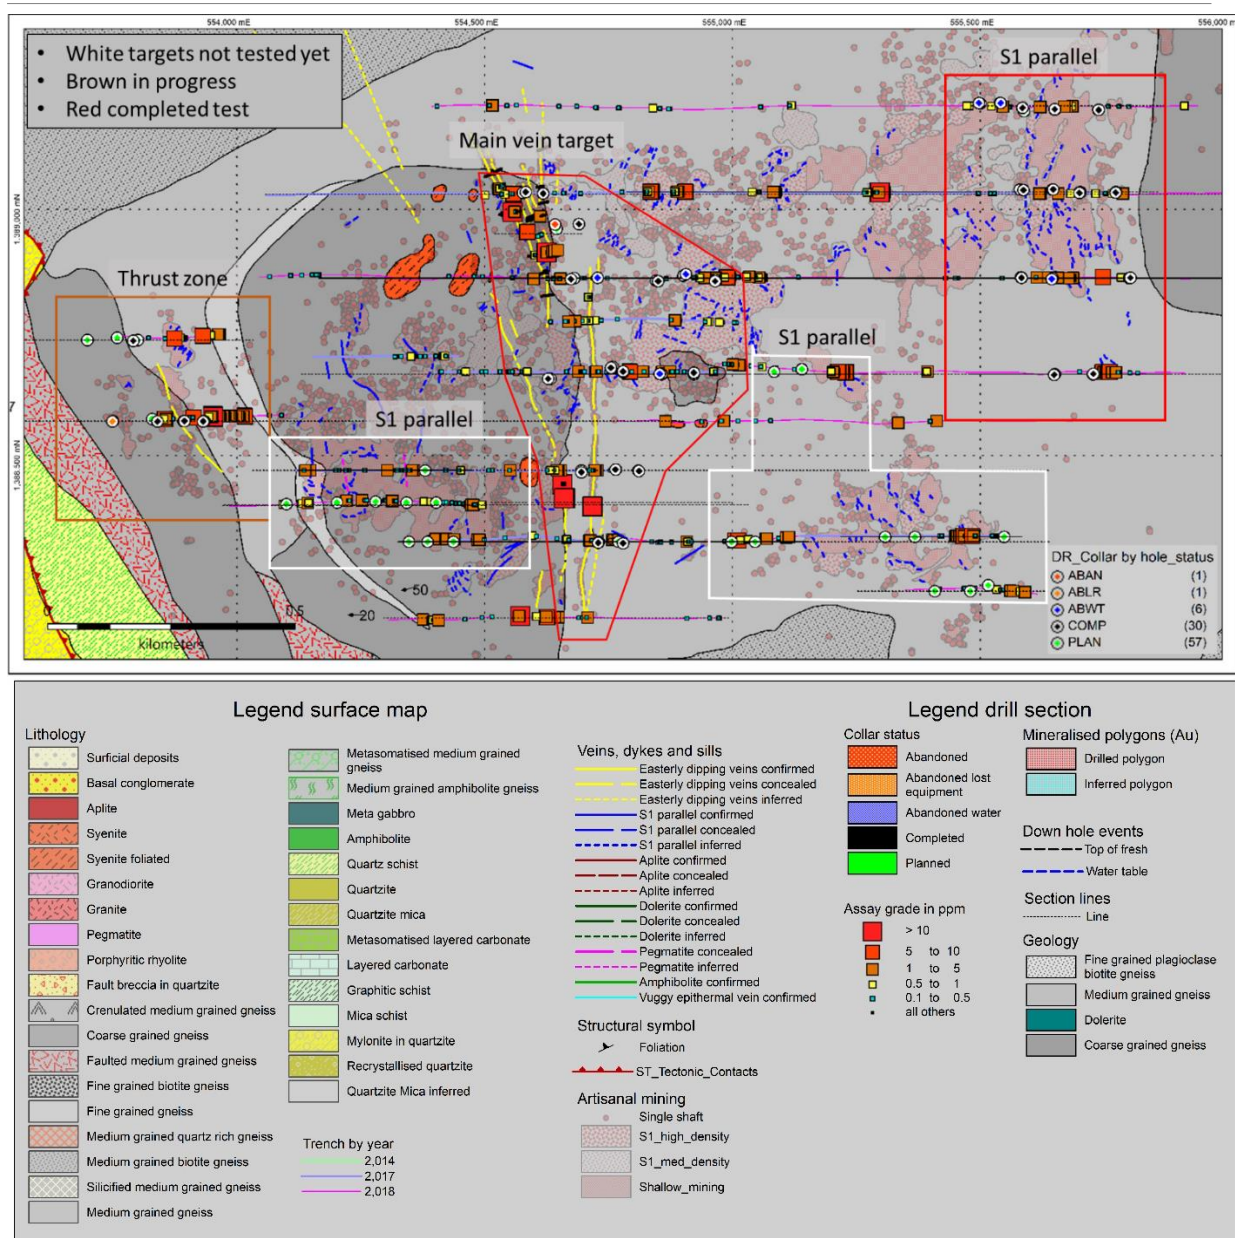 554,000 mE
554,500 mE
555,000 mE
555,500 mE
556,000 m
• White targets not tested yet
• Brown in progress
• Red completed test
S1 parallel
Main vein target
1,389,000 mN
Thrust zone
S1 parallel
7
S1 parallel
1,388,500 mN
DR_Collar by hole_status
ABAN (1)
ABLR (1)
ABWT (6)
COMP (30)
PLAN (57)
50
20
0
0.5
kilometers
Legend surface map
Lithology
Surficial deposits
Basal conglomerate
Aplite
Syenite
Syenite foliated
Granodiorite
Granite
Pegmatite
Porphyritic rhyolite
Fault breccia in quartzite
Crenulated medium grained gneiss
Coarse grained gneiss
Faulted medium grained gneiss
Fine grained biotite gneiss
Fine grained gneiss
Medium grained quartz rich gneiss
Medium grained biotite gneiss
Silicified medium grained gneiss
Medium grained gneiss
Metasomatised medium grained
gneiss
Medium grained amphibolite gneiss
Meta gabbro
Amphibolite
Quartz schist
Quartzite
Quartzite mica
Metasomatised layered carbonate
Layered carbonate
Graphitic schist
Mica schist
Mylonite in quartzite
Recrystallised quartzite
Quartzite Mica inferred
Trench by year
2,014
2,017
2,018
Veins, dykes and sills
Easterly dipping veins confirmed
Easterly dipping veins concealed
Easterly dipping veins inferred
S1 parallel confirmed
S1 parallel concealed
S1 parallel inferred
Aplite confirmed
Aplite concealed
Aplite inferred
Dolerite confirmed
Dolerite concealed
Dolerite inferred
Pegmatite concealed
Pegmatite inferred
Amphibolite confirmed
Vuggy epithermal vein confirmed
Structural symbol
Foliation
ST_Tectonic_Contacts
Artisanal mining
Single shaft
S1_high_density
S1_med_density
Shallow_mining
Legend drill section
Collar status
Abandoned
Abandoned lost
equipment
Abandoned water
Completed
Planned
Assay grade in ppm
> 10
5 to 10
1 to 5
0.5 to 1
0.1 to 0.5
all others
Mineralised polygons (Au)
Drilled polygon
Inferred polygon
Down hole events
Top of fresh
Water table
Section lines
Line
Geology
Fine grained plagioclase
biotite gneiss
Medium grained gneiss
Dolerite
Coarse grained gneiss